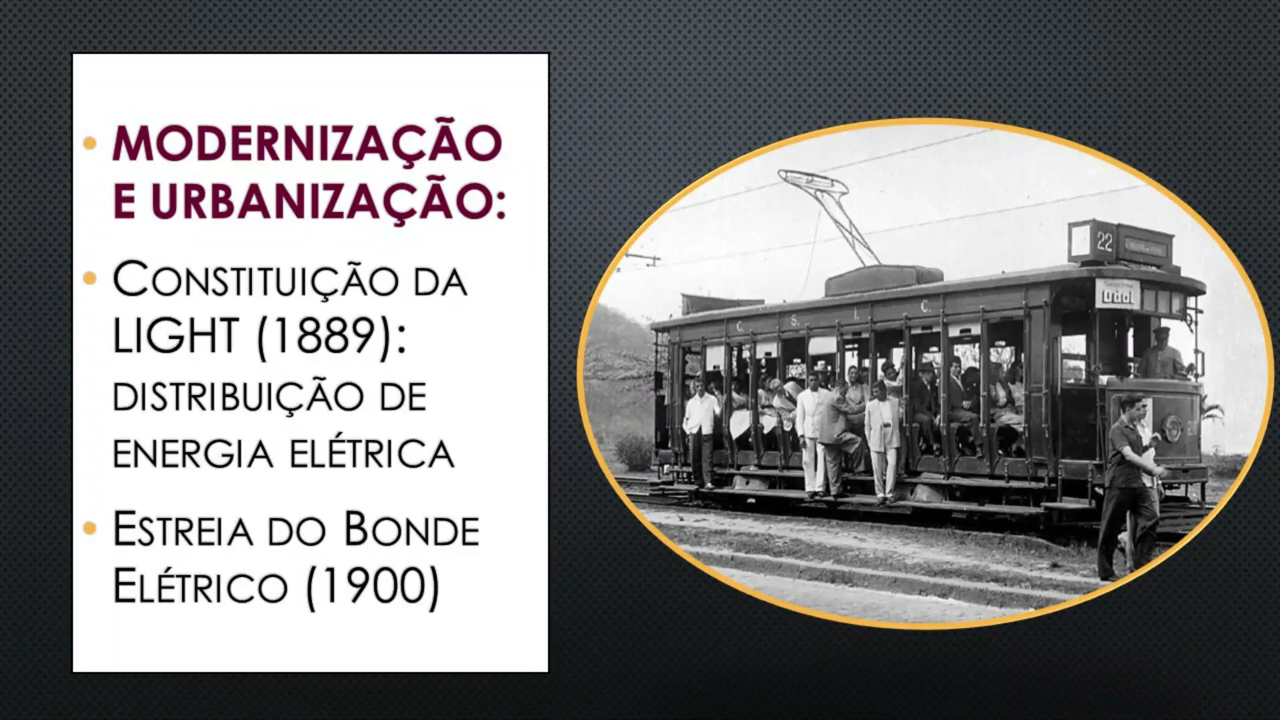 • MODERNIZAÇÃO
E URBANIZAÇÃO:
• CONSTITUIÇÃO DA
LIGHT (1889):
DISTRIBUIÇÃO DE
ENERGIA ELÉTRICA
• ESTREIA DO BONDE
ELÉTRICO (1900)
22
C. S. I. C.